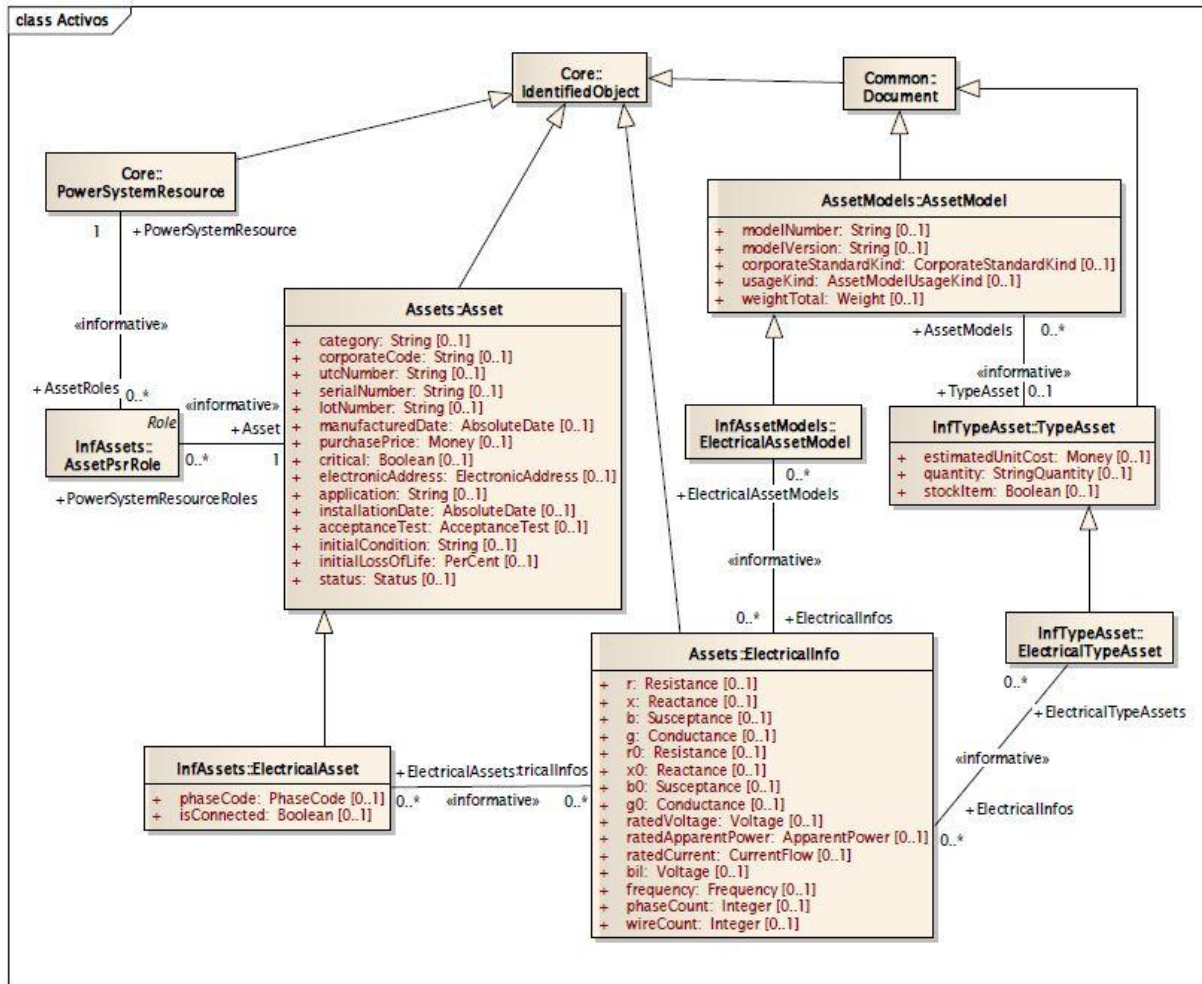 class Activos
Core::
IdentifiedObject
Common::
Document
Core::
PowerSystemResource
1
+PowerSystemResource
AssetModels::AssetModel
+ modelNumber: String [0..1]
+ modelVersion: String [0..1]
+ corporateStandardKind: CorporateStandardKind [0..1]
+ usageKind: AssetModelUsageKind [0..1]
+ weightTotal: Weight [0..1]
«informative»
+AssetRoles
0..*
Assets::Asset
+ category: String [0..1]
+ corporateCode: String [0..1]
+ utcNumber: String [0..1]
+ serialNumber: String [0..1]
+ lotNumber: String [0..1]
+ manufacturedDate: AbsoluteDate [0..1]
+ purchasePrice: Money [0..1]
+ critical: Boolean [0..1]
+ electronicAddress: ElectronicAddress [0..1]
+ application: String [0..1]
+ installationDate: AbsoluteDate [0..1]
+ acceptanceTest: AcceptanceTest [0..1]
+ initialCondition: String [0..1]
+ initialLossOfLife: PerCent [0..1]
+ status: Status [0..1]
+AssetModels
0..*
«informative»
+TypeAsset
0..1
Role
InfAssets::
AssetPsrRole
«informative»
+Asset
0..*
1
+PowerSystemResourceRoles
InfAssetModels::
ElectricalAssetModel
0..*
+ElectricalAssetModels
InfTypeAsset::TypeAsset
+ estimatedUnitCost: Money [0..1]
+ quantity: StringQuantity [0..1]
+ stockItem: Boolean [0..1]
«informative»
0..*
+ElectricalInfos
InfTypeAsset::
ElectricalTypeAsset
0..*
+ElectricalTypeAssets
«informative»
+ElectricalInfos
0..*
Assets::ElectricalInfo
+ r: Resistance [0..1]
+ x: Reactance [0..1]
+ b: Susceptance [0..1]
+ g: Conductance [0..1]
+ r0: Resistance [0..1]
+ x0: Reactance [0..1]
+ b0: Susceptance [0..1]
+ g0: Conductance [0..1]
+ ratedVoltage: Voltage [0..1]
+ ratedApparentPower: ApparentPower [0..1]
+ ratedCurrent: CurrentFlow [0..1]
+ bil: Voltage [0..1]
+ frequency: Frequency [0..1]
+ phaseCount: Integer [0..1]
+ wireCount: Integer [0..1]
InfAssets::ElectricalAsset
+ phaseCode: PhaseCode [0..1]
+ isConnected: Boolean [0..1]
+ElectricalAssets
tricalInfos
0..*
«informative»
0..*